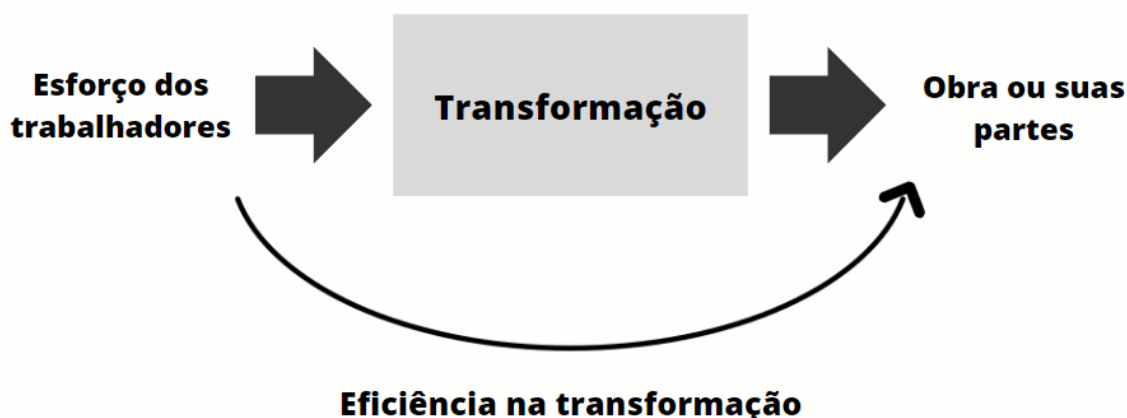 Esforço dos
trabalhadores
Transformação
Obra ou suas
partes
Eficiência na transformação